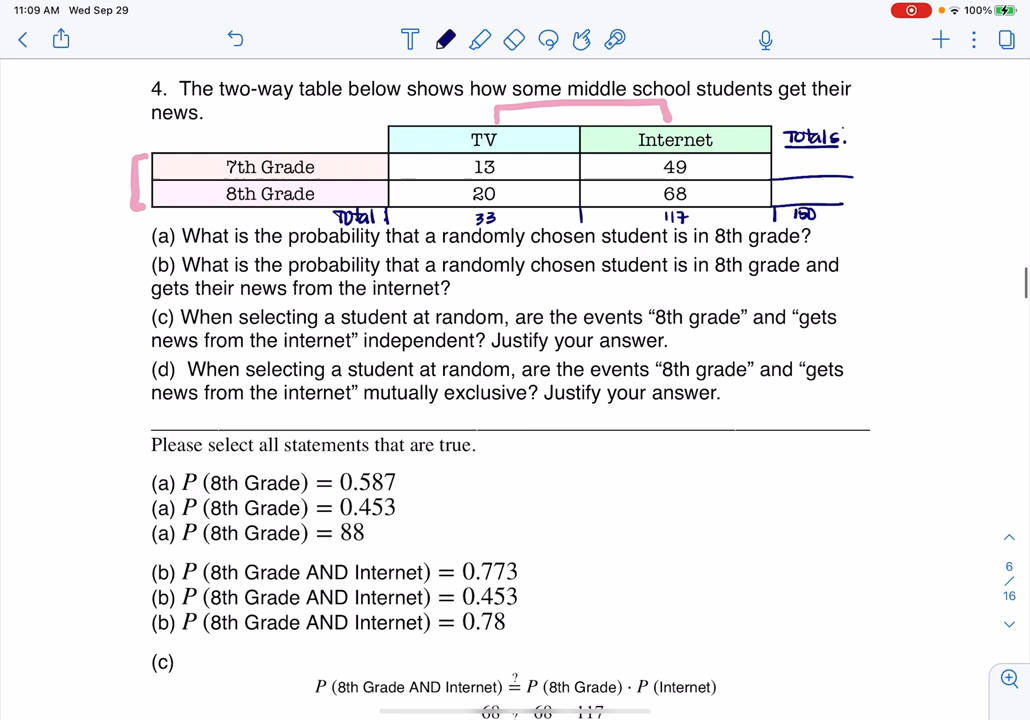 11:09 AM Wed Sep 29
100%
4. The two-way table below shows how some middle school students get their
news.
TV Internet Totals:
7th Grade 13 49
8th Grade 20 68
Total 33 117 150
(a) What is the probability that a randomly chosen student is in 8th grade?
(b) What is the probability that a randomly chosen student is in 8th grade and
gets their news from the internet?
(c) When selecting a student at random, are the events “8th grade” and “gets
news from the internet” independent? Justify your answer.
(d) When selecting a student at random, are the events “8th grade” and “gets
news from the internet” mutually exclusive? Justify your answer.
Please select all statements that are true.
(a) P (8th Grade) = 0.587
(a) P (8th Grade) = 0.453
(a) P (8th Grade) = 88
(b) P (8th Grade AND Internet) = 0.773
(b) P (8th Grade AND Internet) = 0.453
(b) P (8th Grade AND Internet) = 0.78
6
/
16
(c)
P (8th Grade AND Internet) ≟ P (8th Grade) · P (Internet)
68 ? 68 117